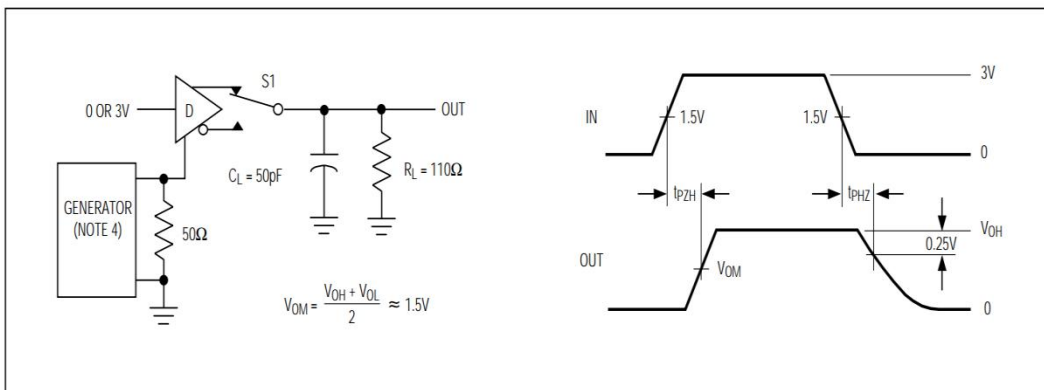 S1
0 OR 3V
D
OUT
C_L = 50pF
R_L = 110Ω
GENERATOR
(NOTE 4)
50Ω
V_OM = (V_OH + V_OL) / 2 ≈ 1.5V
3V
IN
1.5V
1.5V
0
t_PZH
t_PHZ
V_OH
0.25V
OUT
V_OM
0